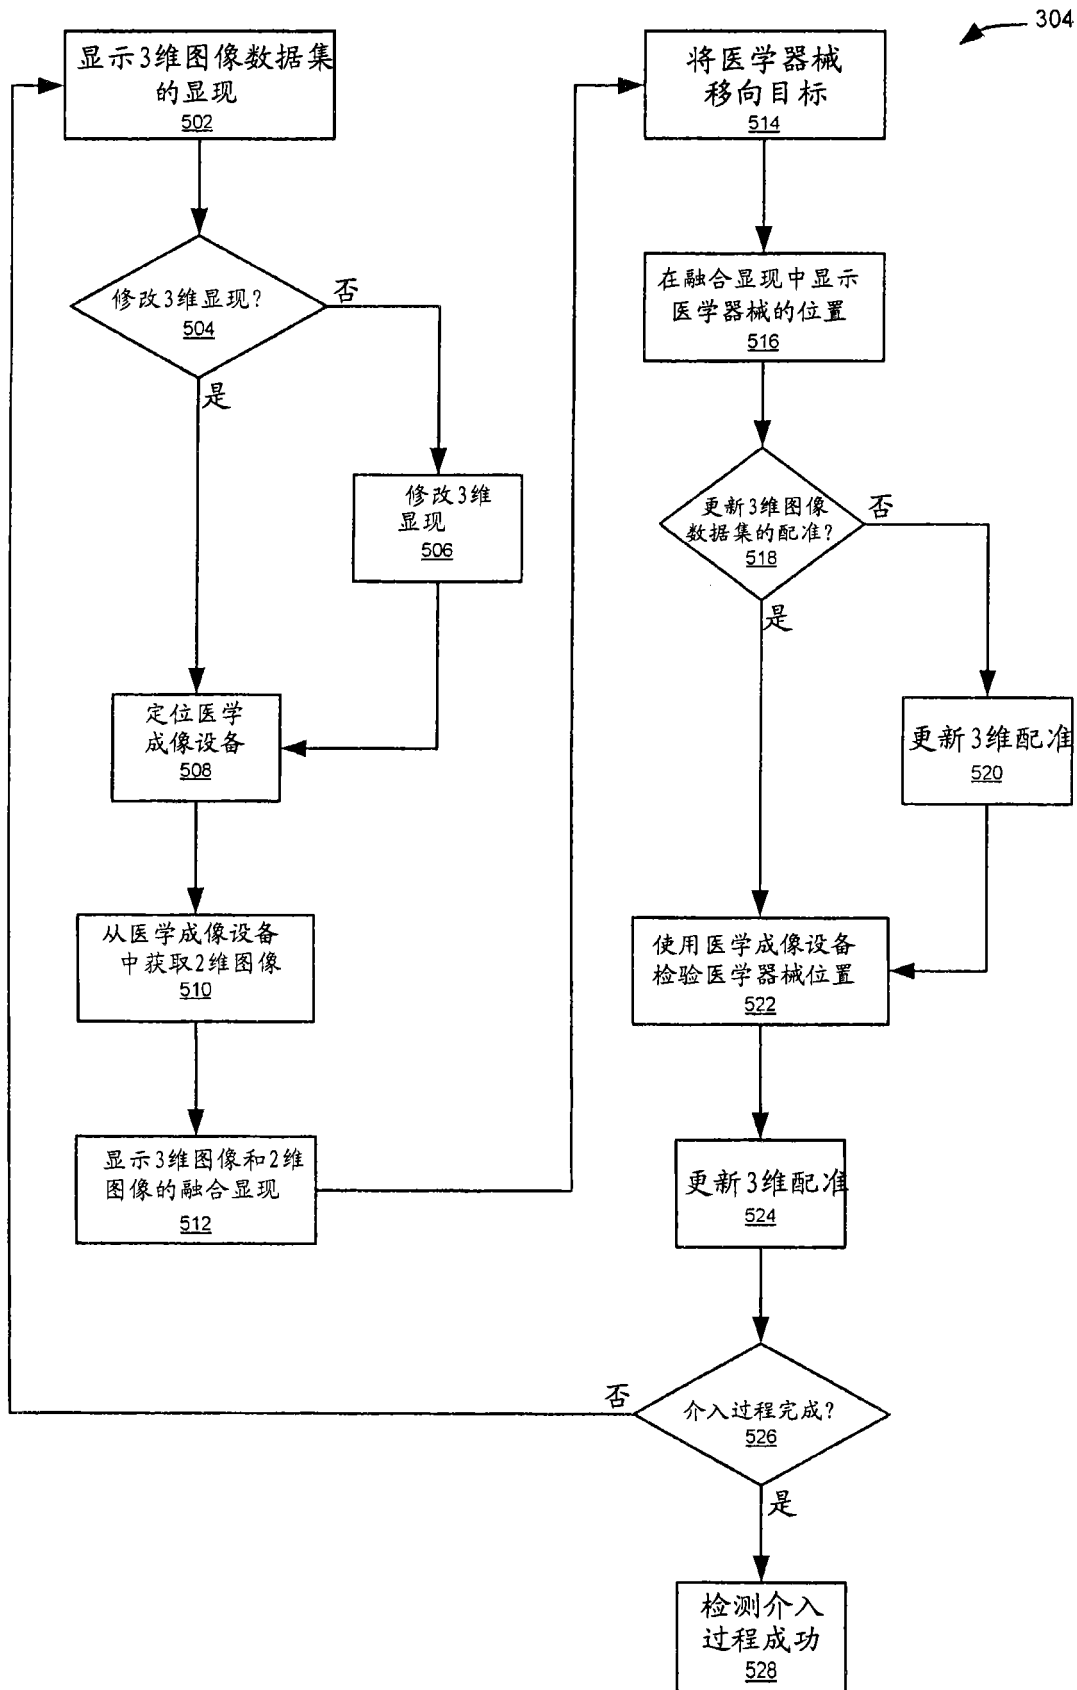 304
显示3维图像数据集
的显现
502
修改3维显现?
504
否
是
修改3维
显现
506
定位医学
成像设备
508
从医学成像设备
中获取2维图像
510
显示3维图像和2维
图像的融合显现
512
将医学器械
移向目标
514
在融合显现中显示
医学器械的位置
516
更新3维图像
数据集的配准?
518
否
是
更新3维配准
520
使用医学成像设备
检验医学器械位置
522
更新3维配准
524
介入过程完成?
526
否
是
检测介入
过程成功
528